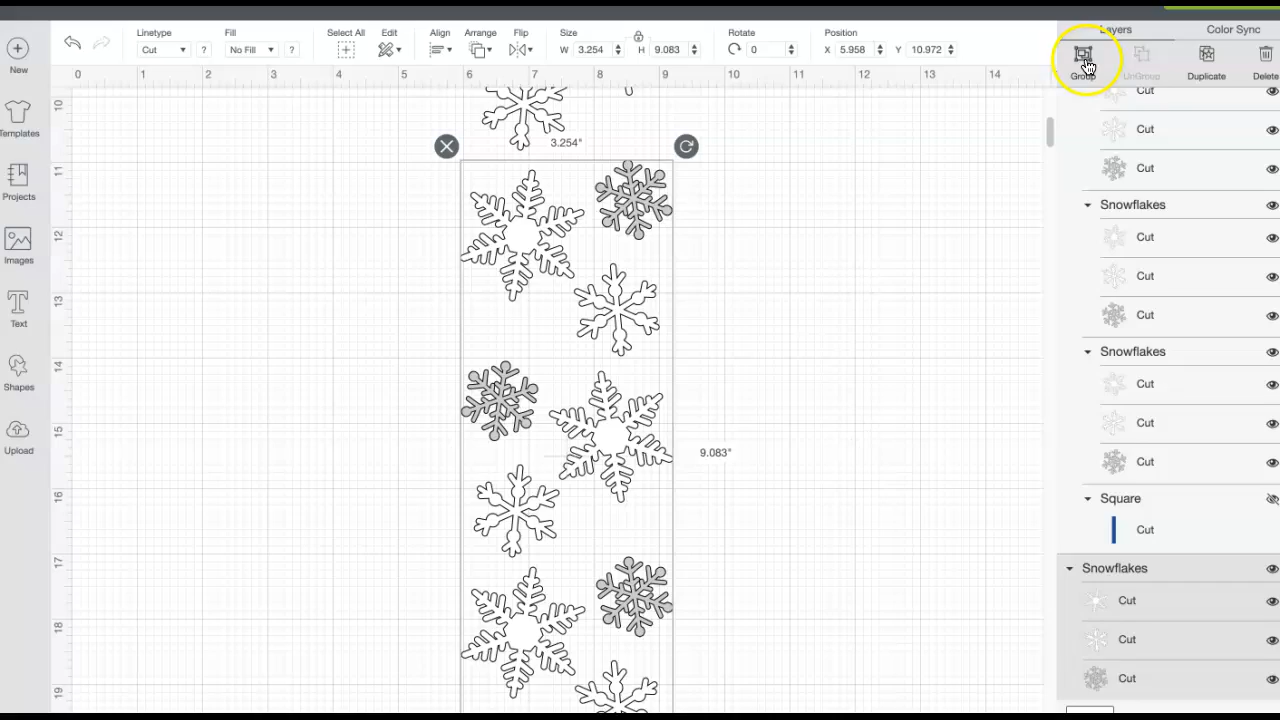 Linetype
Cut
?
Fill
No Fill
?
Select All
Edit
Align
Arrange
Flip
Size
W 3.254
H 9.083
Rotate
0
Position
X 5.958
Y 10.972
Layers
Color Sync
Group
UnGroup
Duplicate
Delete
New
Templates
Projects
Images
Text
Shapes
Upload
0 1 2 3 4 5 6 7 8 9 10 11 12 13 14
10
11
12
13
14
15
16
17
18
19
3.254"
9.083"
Cut
Cut
Cut
Snowflakes
Cut
Cut
Cut
Snowflakes
Cut
Cut
Cut
Square
Cut
Snowflakes
Cut
Cut
Cut